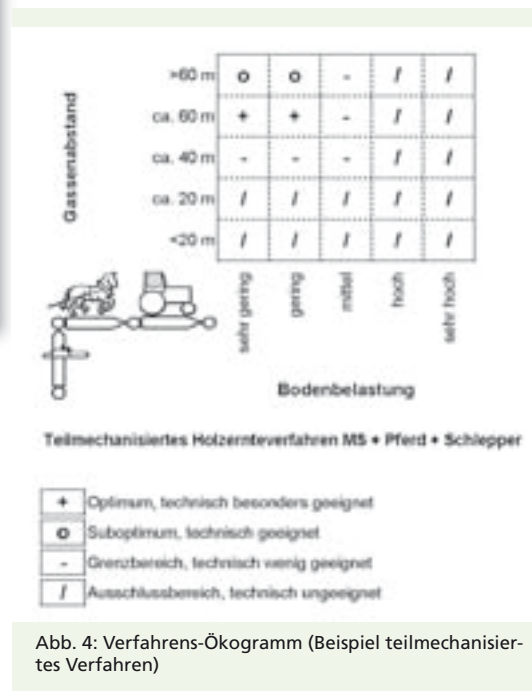 Gassenabstand
>60 m o o - / /
ca. 60 m + + - / /
ca. 40 m - - - / /
ca. 20 m / / / / /
<20 m / / / / /
sehr gering
gering
mittel
hoch
sehr hoch
Bodenbelastung
Teilmechanisiertes Holzernteverfahren MS + Pferd + Schlepper
+ Optimum, technisch besonders geeignet
o Suboptimum, technisch geeignet
- Grenzbereich, technisch wenig geeignet
/ Ausschlussbereich, technisch ungeeignet
Abb. 4: Verfahrens-Ökogramm (Beispiel teilmechanisier-
tes Verfahren)